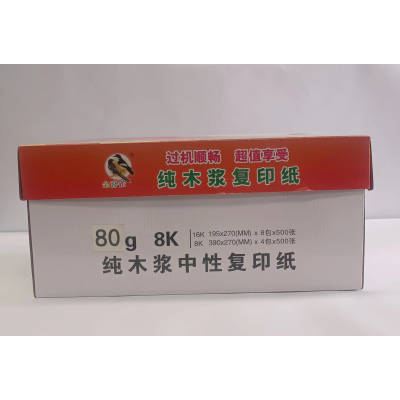 过机顺畅 超值享受
纯木浆复印纸
80g 8K
16K 195x270(MM) x 8包x500张
8K 390x270(MM) x 4包x500张
纯木浆中性复印纸